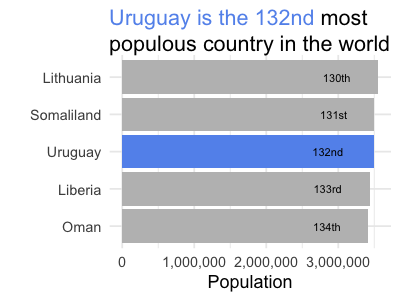 Uruguay is the 132nd most
populous country in the world
Lithuania 130th
Somaliland 131st
Uruguay 132nd
Liberia 133rd
Oman 134th
0 1,000,000 2,000,000 3,000,000
Population